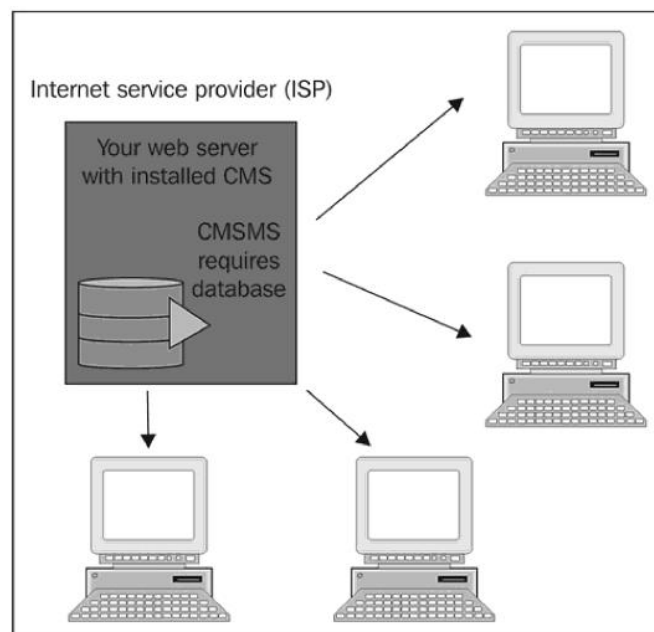 Internet service provider (ISP)
Your web server
with installed CMS
CMSMS
requires
database